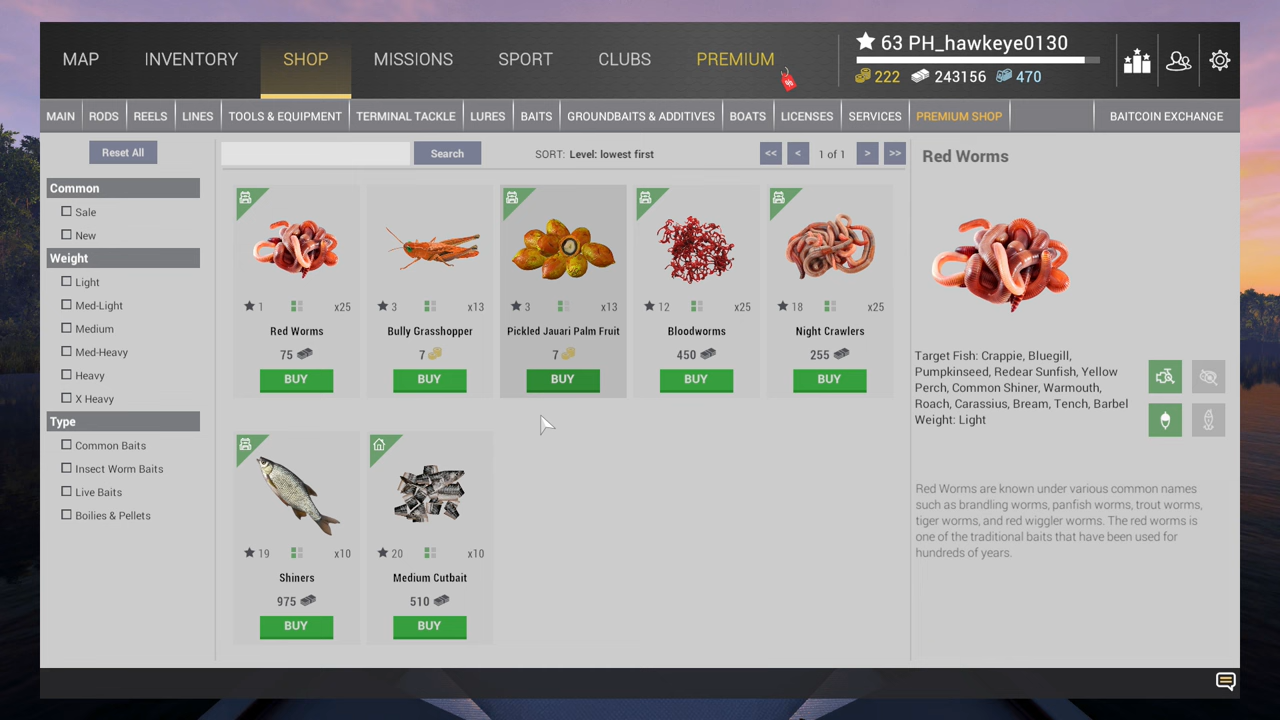 MAP INVENTORY SHOP MISSIONS SPORT CLUBS PREMIUM
63 PH_hawkeye0130
222 243156 470
MAIN RODS REELS LINES TOOLS & EQUIPMENT TERMINAL TACKLE LURES BAITS GROUNDBAITS & ADDITIVES BOATS LICENSES SERVICES PREMIUM SHOP BAITCOIN EXCHANGE
Reset All
Search
SORT: Level: lowest first
<< < 1 of 1 > >>
Common
Sale
New
Weight
Light
Med-Light
Medium
Med-Heavy
Heavy
X Heavy
Type
Common Baits
Insect Worm Baits
Live Baits
Boilies & Pellets
1 x25
Red Worms
75
BUY
3 x13
Bully Grasshopper
7
BUY
3 x13
Pickled Jauari Palm Fruit
7
BUY
12 x25
Bloodworms
450
BUY
18 x25
Night Crawlers
255
BUY
19 x10
Shiners
975
BUY
20 x10
Medium Cutbait
510
BUY
Red Worms
Target Fish: Crappie, Bluegill,
Pumpkinseed, Redear Sunfish, Yellow
Perch, Common Shiner, Warmouth,
Roach, Carassius, Bream, Tench, Barbel
Weight: Light
Red Worms are known under various common names
such as brandling worms, panfish worms, trout worms,
tiger worms, and red wiggler worms. The red worms is
one of the traditional baits that have been used for
hundreds of years.